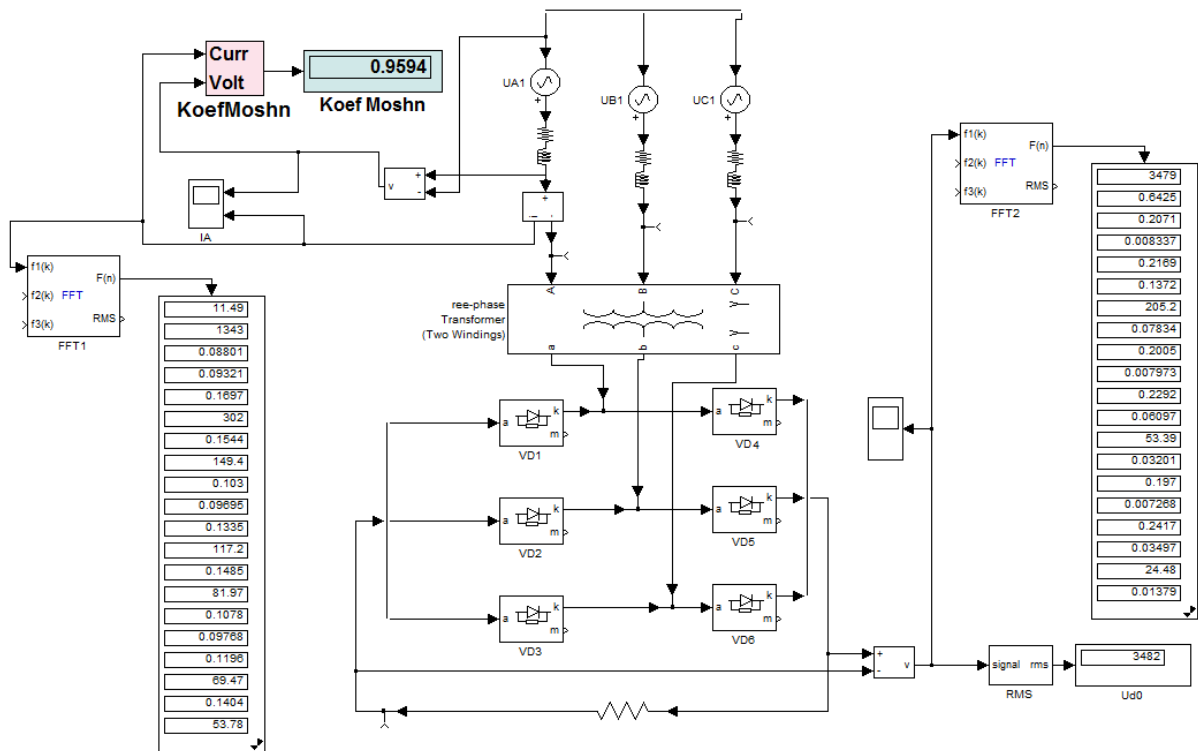 Curr
Volt
KoefMoshn
0.9594
Koef Moshn
UA1
+
UB1
+
UC1
+
v
+
-
+
IA
f1(k)
f2(k)
f3(k)
FFT
F(n)
RMS
FFT1
11.49
1343
0.08801
0.09321
0.1697
302
0.1544
149.4
0.103
0.09695
0.1335
117.2
0.1485
81.97
0.1078
0.09768
0.1196
69.47
0.1404
53.78
A
B
C
ree-phase
Transformer
(Two Windings)
a
b
c
a
k
m
VD1
a
k
m
VD4
a
k
m
VD2
a
k
m
VD5
a
k
m
VD3
a
k
m
VD6
f1(k)
f2(k)
f3(k)
FFT
F(n)
RMS
FFT2
3479
0.6425
0.2071
0.008337
0.2169
0.1372
205.2
0.07834
0.2005
0.007973
0.2292
0.06097
53.39
0.03201
0.197
0.007268
0.2417
0.03497
24.48
0.01379
+
-
v
signal
rms
RMS
3482
Ud0